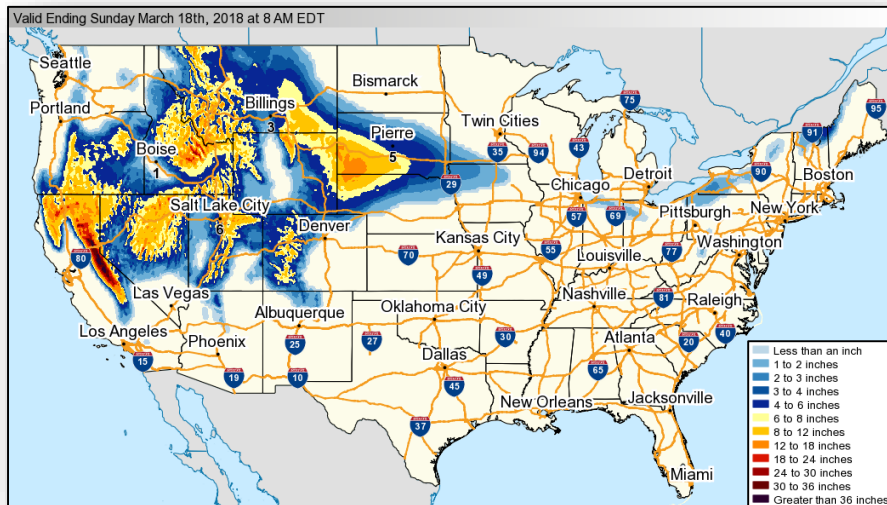 Valid Ending Sunday March 18th, 2018 at 8 AM EDT
Seattle
Portland
Boise
1
Billings
3
Bismarck
Pierre
5
Twin Cities
75
95
91
35
94
43
90
Boston
29
Chicago
Detroit
New York
57
69
Pittsburgh
Salt Lake City
6
Denver
80
70
Kansas City
55
77
Washington
Louisville
49
Las Vegas
Los Angeles
15
Phoenix
19
Albuquerque
25
10
27
Oklahoma City
30
Nashville
81
Raleigh
40
20
Atlanta
65
Dallas
45
New Orleans
Jacksonville
37
Miami
Less than an inch
1 to 2 inches
2 to 3 inches
3 to 4 inches
4 to 6 inches
6 to 8 inches
8 to 12 inches
12 to 18 inches
18 to 24 inches
24 to 30 inches
30 to 36 inches
Greater than 36 inches